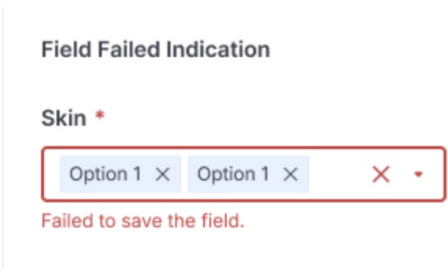 Field Failed Indication
Skin *
Option 1 Option 1
Failed to save the field.